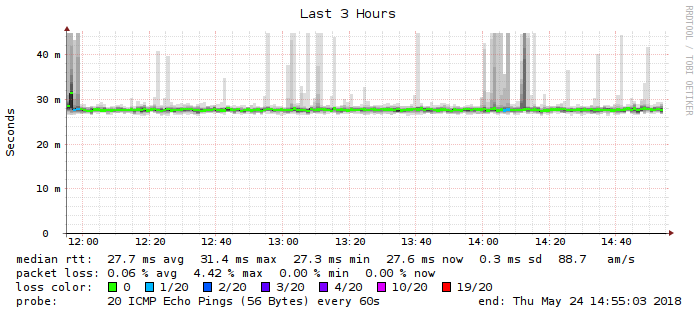 Last 3 Hours
RRDTOOL / TOBI OETIKER
Seconds
40 m
30 m
20 m
10 m
0
12:00 12:20 12:40 13:00 13:20 13:40 14:00 14:20 14:40
median rtt: 27.7 ms avg 31.4 ms max 27.3 ms min 27.6 ms now 0.3 ms sd 88.7 am/s
packet loss: 0.06 % avg 4.42 % max 0.00 % min 0.00 % now
loss color: 0 1/20 2/20 3/20 4/20 10/20 19/20
probe: 20 ICMP Echo Pings (56 Bytes) every 60s end: Thu May 24 14:55:03 2018